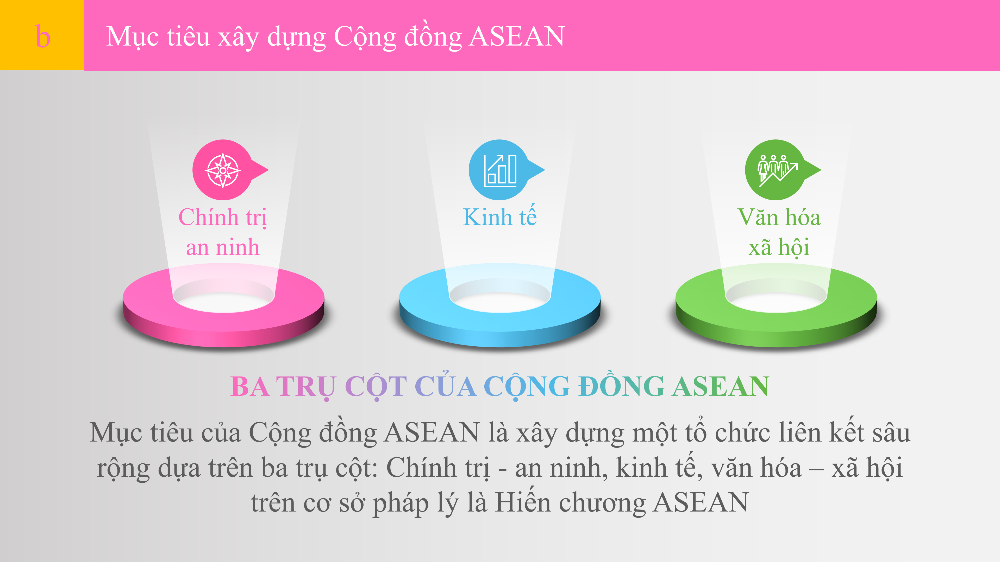 b
Mục tiêu xây dựng Cộng đồng ASEAN
Chính trị
an ninh
Kinh tế
Văn hóa
xã hội
BA TRỤ CỘT CỦA CỘNG ĐỒNG ASEAN
Mục tiêu của Cộng đồng ASEAN là xây dựng một tổ chức liên kết sâu
rộng dựa trên ba trụ cột: Chính trị - an ninh, kinh tế, văn hóa – xã hội
trên cơ sở pháp lý là Hiến chương ASEAN